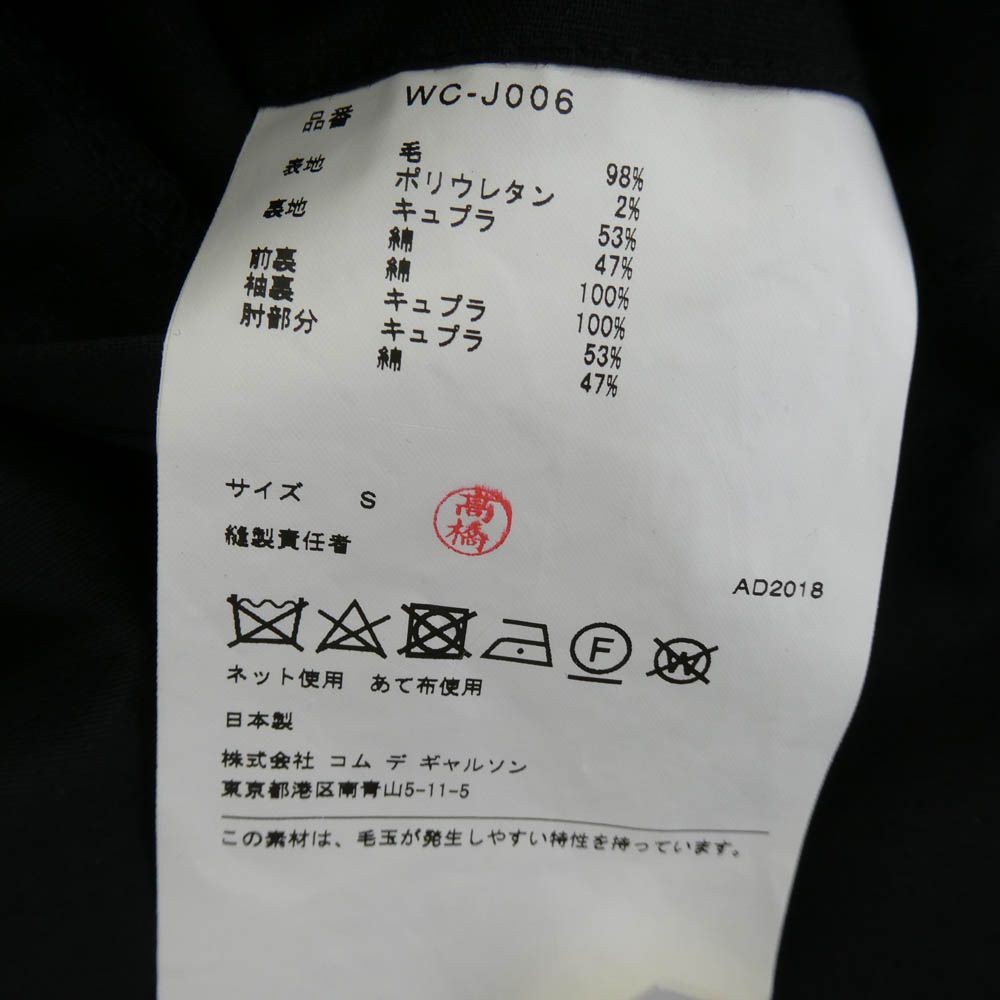 品番 WC-J006
表地 毛 98%
ポリウレタン 2%
裏地 キュプラ 53%
綿 47%
前裏 綿 100%
袖裏 キュプラ 100%
肘部分 キュプラ 53%
綿 47%
サイズ S
高橋
縫製責任者
AD2018
F
W
ネット使用 あて布使用
日本製
株式会社 コム デ ギャルソン
東京都港区南青山5-11-5
この素材は、毛玉が発生しやすい特性を持っています。